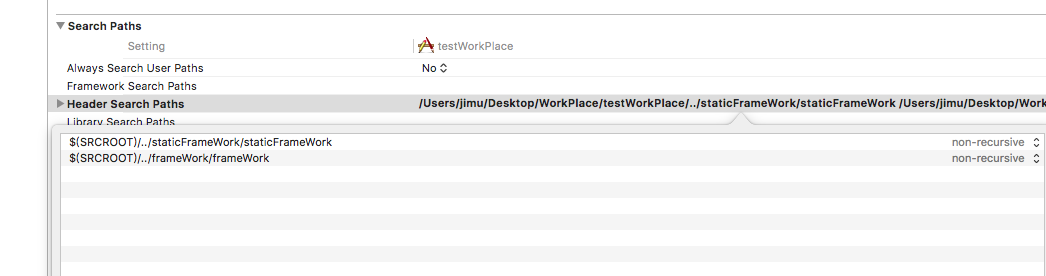 Search Paths
Setting testWorkPlace
Always Search User Paths No
Framework Search Paths
Header Search Paths /Users/jimu/Desktop/WorkPlace/testWorkPlace/../staticFrameWork/staticFrameWork /Users/jimu/Desktop/Work
Library Search Paths
$(SRCROOT)/../staticFrameWork/staticFrameWork non-recursive
$(SRCROOT)/../frameWork/frameWork non-recursive